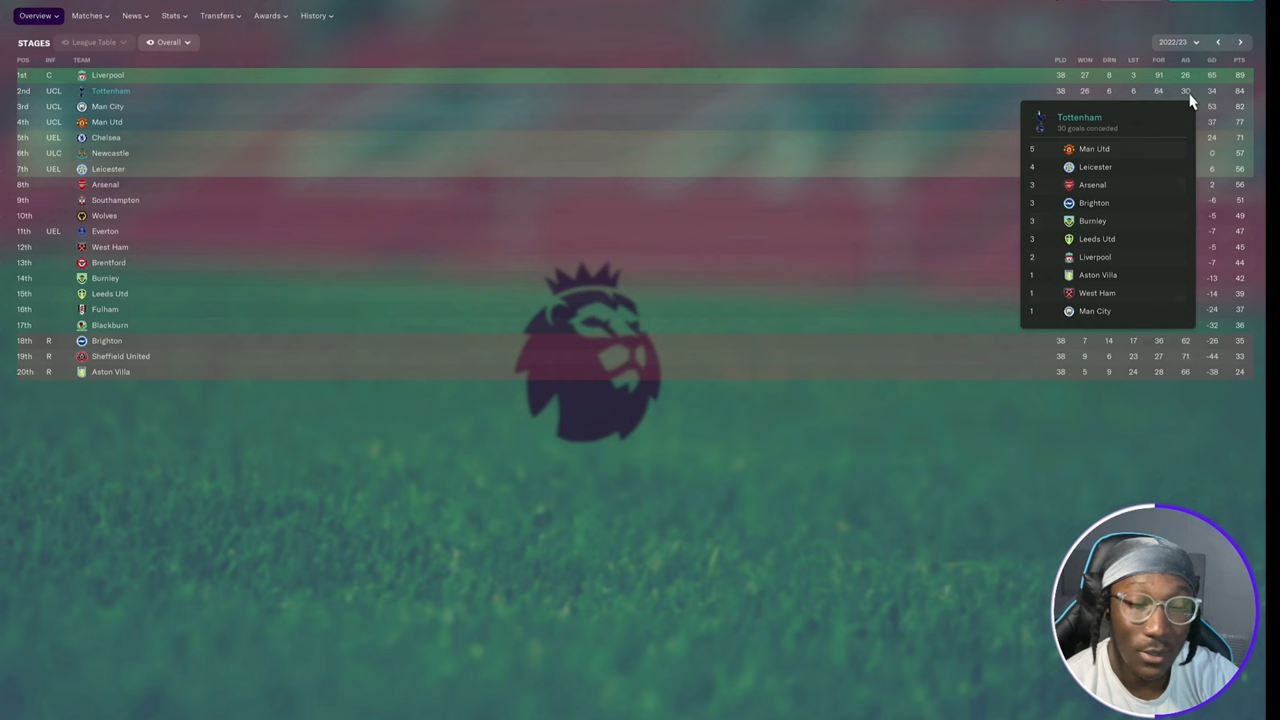 Overview Matches News Stats Transfers Awards History
STAGES League Table Overall 2022/23
POS INF TEAM PLD WON DRN LST FOR AG GD PTS
1st C Liverpool 38 27 8 3 91 26 65 89
2nd UCL Tottenham 38 26 6 6 64 30 34 84
3rd UCL Man City 53 82
4th UCL Man Utd 37 77
5th UEL Chelsea 24 71
6th ULC Newcastle 0 57
7th UEL Leicester 6 56
8th Arsenal 2 56
9th Southampton -6 51
10th Wolves -5 49
11th UEL Everton -7 47
12th West Ham -5 45
13th Brentford -7 44
14th Burnley -13 42
15th Leeds Utd -14 39
16th Fulham -24 37
17th Blackburn -32 36
18th R Brighton 38 7 14 17 36 62 -26 35
19th R Sheffield United 38 9 6 23 27 71 -44 33
20th R Aston Villa 38 5 9 24 28 66 -38 24
Tottenham
30 goals conceded
5 Man Utd
4 Leicester
3 Arsenal
3 Brighton
3 Burnley
3 Leeds Utd
2 Liverpool
1 Aston Villa
1 West Ham
1 Man City